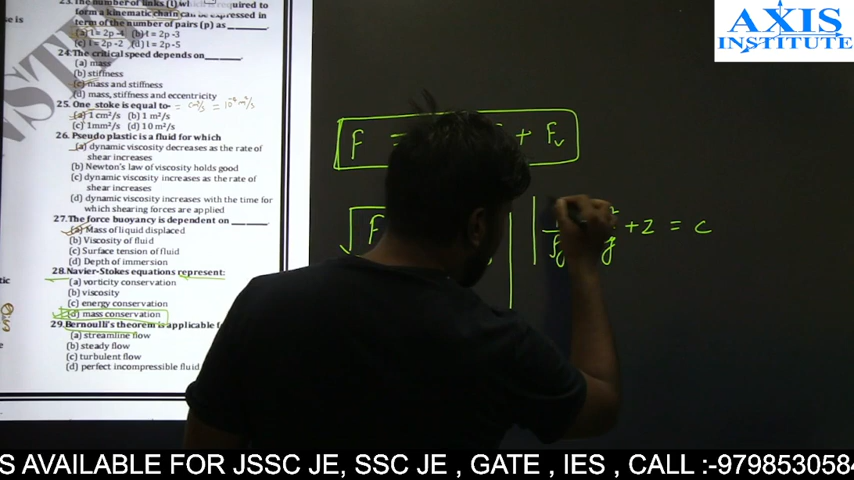 23. The number of links (l) which is required to
form a kinematic chain can be expressed in
term of the number of pairs (p) as
(a) l = 2p-4 (b) l = 2p-3
(c) l = 2p-2 (d) l = 2p-5
24. The critical speed depends on
(a) mass
(b) stiffness
(c) mass and stiffness
(d) mass, stiffness and eccentricity
25. One stoke is equal to- = cm²/s = 10⁻⁴ m²/s
(a) 1 cm²/s (b) 1 m²/s
(c) 1mm²/s (d) 10 m²/s
26. Pseudo plastic is a fluid for which
(a) dynamic viscosity decreases as the rate of
shear increases
(b) Newton's law of viscosity holds good
(c) dynamic viscosity increases as the rate of
shear increases
(d) dynamic viscosity increases with the time for
which shearing forces are applied
27. The force buoyancy is dependent on
(a) Mass of liquid displaced
(b) Viscosity of fluid
(c) Surface tension of fluid
(d) Depth of immersion
28. Navier-Stokes equations represent:
(a) vorticity conservation
(b) viscosity
(c) energy conservation
(d) mass conservation
29. Bernoulli's theorem is applicable
(a) streamline flow
(b) steady flow
(c) turbulent flow
(d) perfect incompressible fluid
F = + Fv
F
+ z = c
AXIS
INSTITUTE
S AVAILABLE FOR JSSC JE, SSC JE , GATE , IES , CALL :-9798530584